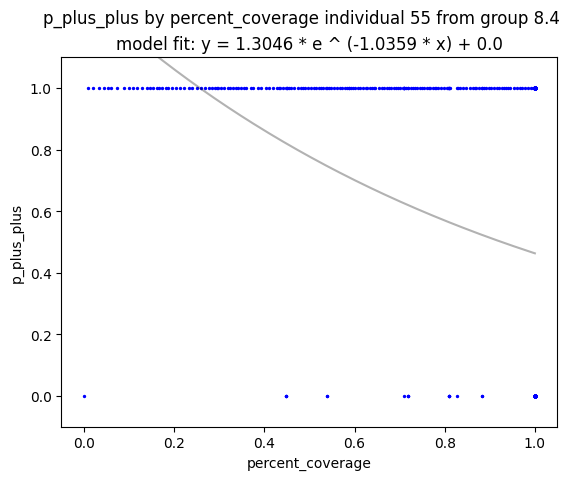 p_plus_plus by percent_coverage individual 55 from group 8.4
model fit: y = 1.3046 * e ^ (-1.0359 * x) + 0.0
1.0
0.8
0.6
0.4
0.2
0.0
p_plus_plus
0.0 0.2 0.4 0.6 0.8 1.0
percent_coverage